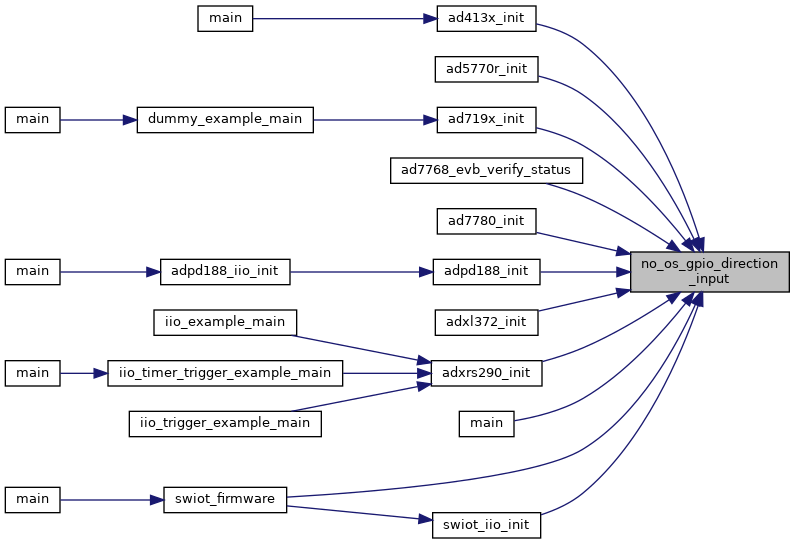 main
ad413x_init
ad5770r_init
main
dummy_example_main
ad719x_init
ad7768_evb_verify_status
ad7780_init
no_os_gpio_direction
_input
main
adpd188_iio_init
adpd188_init
iio_example_main
adxl372_init
main
iio_timer_trigger_example_main
adxrs290_init
iio_trigger_example_main
main
main
swiot_firmware
swiot_iio_init